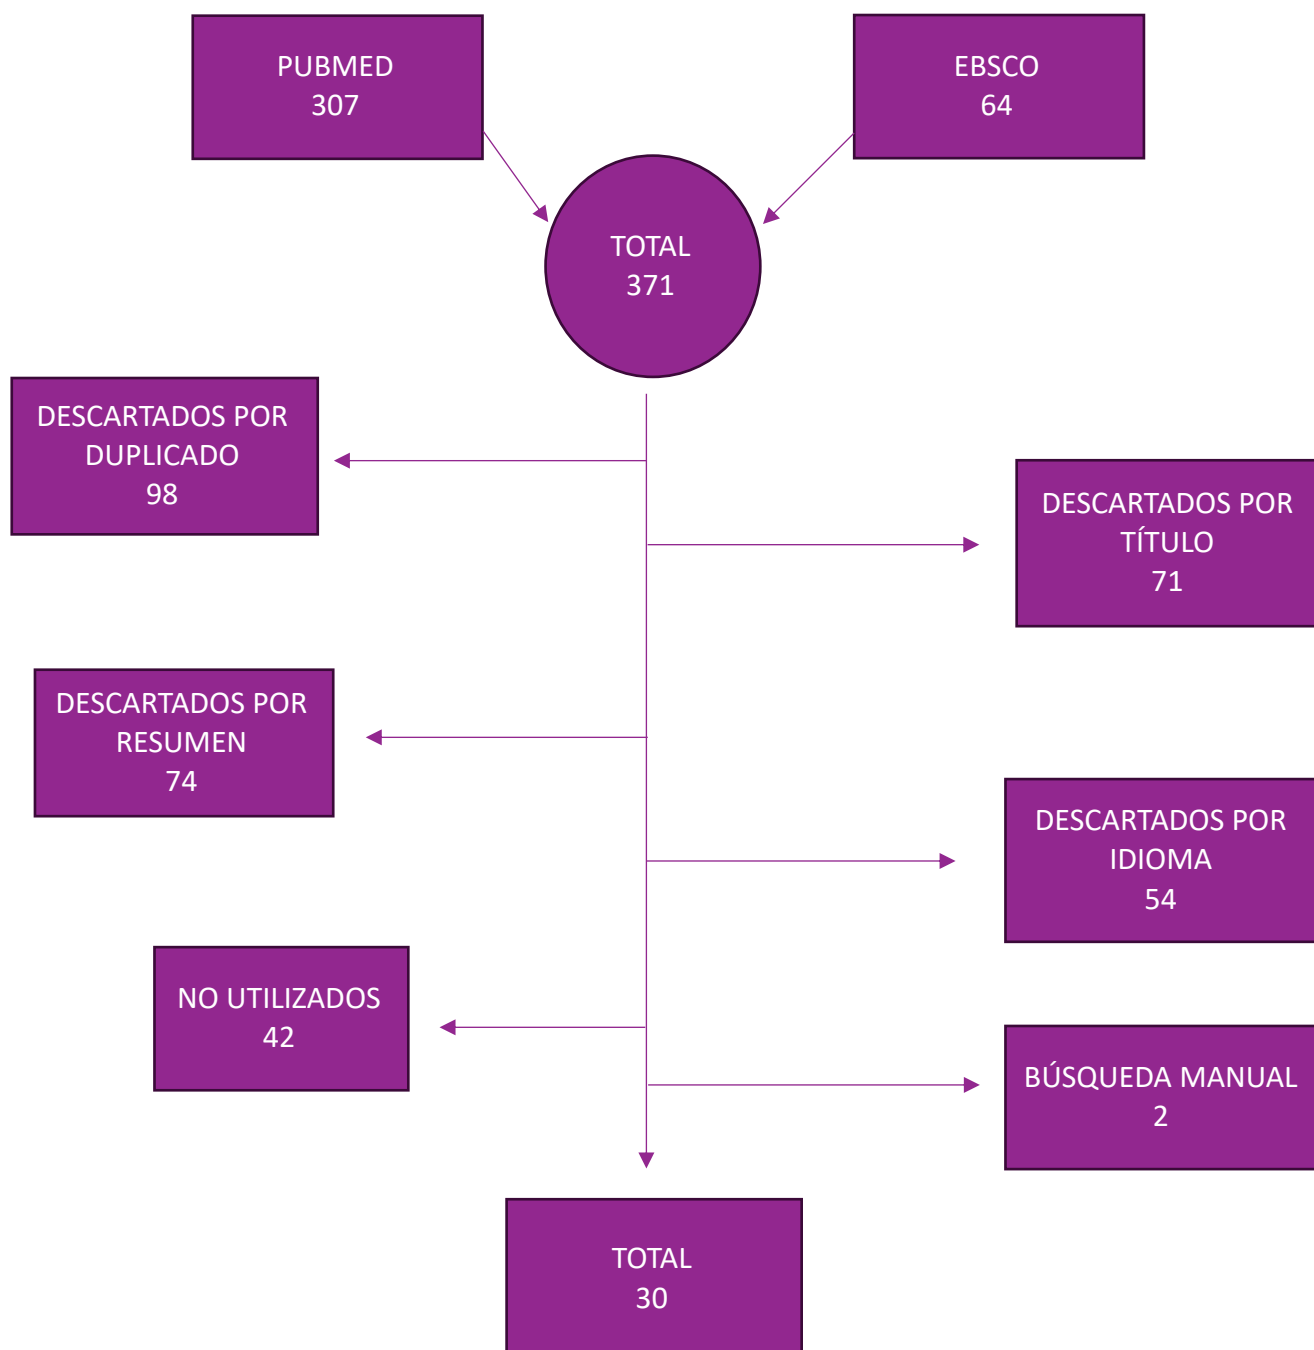 PUBMED
307
EBSCO
64
TOTAL
371
DESCARTADOS POR
DUPLICADO
98
DESCARTADOS POR
TÍTULO
71
DESCARTADOS POR
RESUMEN
74
DESCARTADOS POR
IDIOMA
54
NO UTILIZADOS
42
BÚSQUEDA MANUAL
2
TOTAL
30